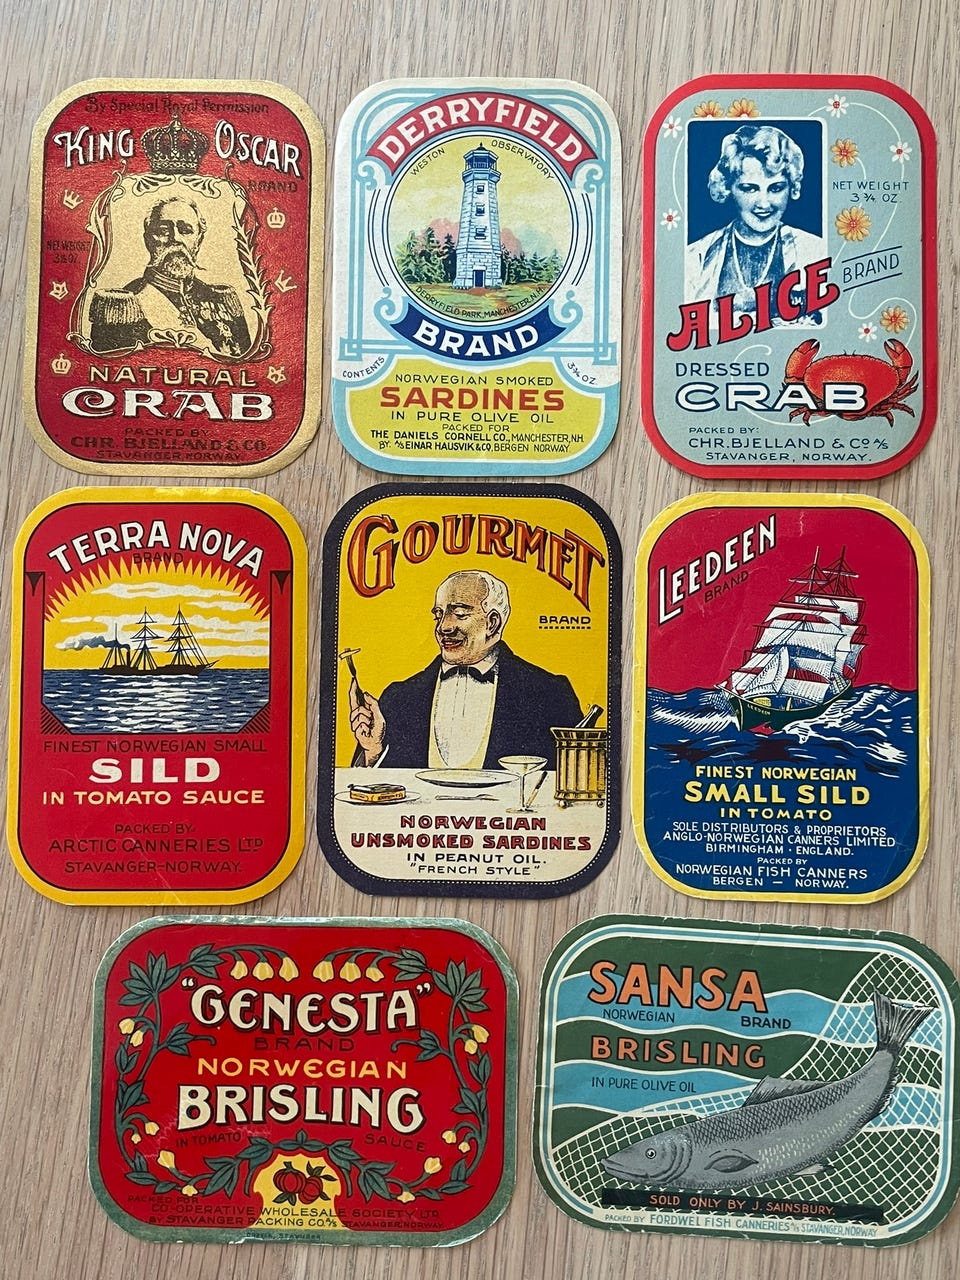 By Special Royal Permission
KING OSCAR
BRAND
NET WEIGHT
3½ OZ.
NATURAL
CRAB
PACKED BY:
CHR. BJELLAND & CO.
STAVANGER, NORWAY.
DERRYFIELD
WESTON OBSERVATORY
DERRYFIELD PARK, MANCHESTER, N.H.
BRAND
CONTENTS 3¾ OZ.
NORWEGIAN SMOKED
SARDINES
IN PURE OLIVE OIL
PACKED FOR
THE DANIELS CORNELL CO., MANCHESTER, N.H.
BY: A/S EINAR HAUSVIK & CO. BERGEN NORWAY.
NET WEIGHT
3¾ OZ.
ALICE BRAND
DRESSED
CRAB
PACKED BY:
CHR. BJELLAND & Co A/S
STAVANGER, NORWAY.
TERRA NOVA
BRAND
FINEST NORWEGIAN SMALL
SILD
IN TOMATO SAUCE
PACKED BY:
ARCTIC CANNERIES LTD
STAVANGER-NORWAY.
GOURMET
BRAND
NORWEGIAN
UNSMOKED SARDINES
IN PEANUT OIL.
"FRENCH STYLE"
LEEDEEN
BRAND
LEEDEEN
FINEST NORWEGIAN
SMALL SILD
IN TOMATO
SOLE DISTRIBUTORS & PROPRIETORS
ANGLO-NORWEGIAN CANNERS LIMITED
BIRMINGHAM · ENGLAND.
PACKED BY
NORWEGIAN FISH CANNERS
BERGEN — NORWAY.
"GENESTA"
BRAND
NORWEGIAN
BRISLING
IN TOMATO SAUCE
PACKED FOR
CO-OPERATIVE WHOLESALE SOCIETY LTD.
BY STAVANGER PACKING CO. A/S STAVANGER, NORWAY.
SANSA
NORWEGIAN BRAND
BRISLING
IN PURE OLIVE OIL
SOLD ONLY BY J. SAINSBURY.
PACKED BY FORDWEL FISH CANNERIES A/S STAVANGER, NORWAY